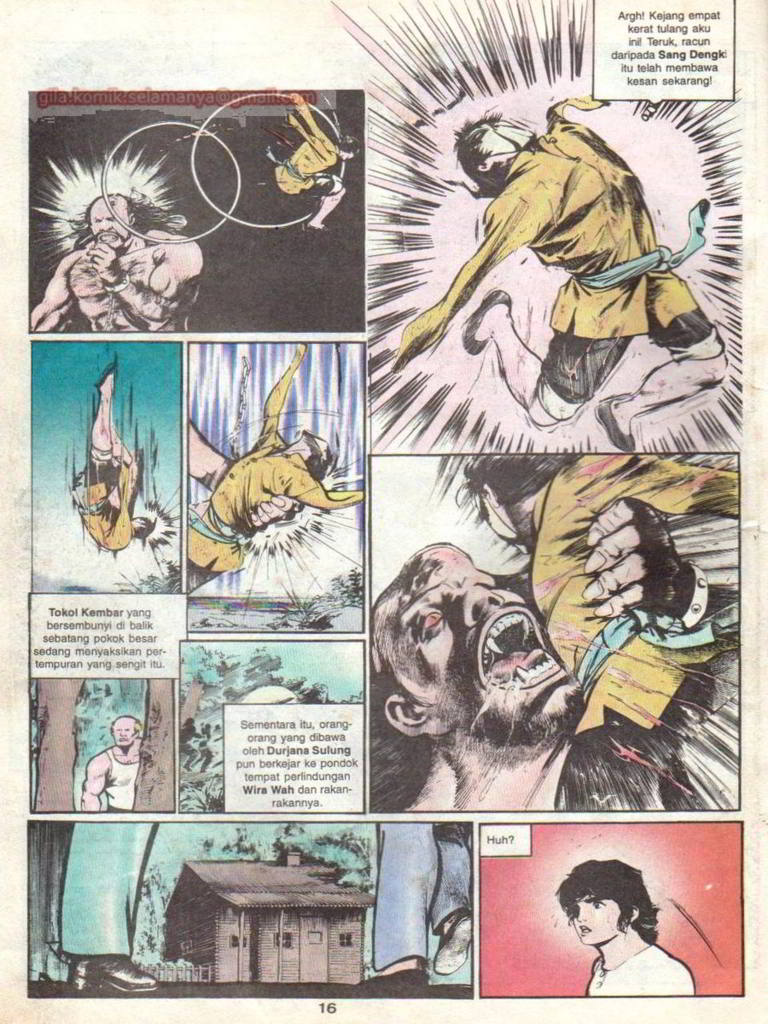 Argh! Kejang empat
kerat tulang aku
ini! Teruk, racun
daripada Sang Dengki
itu telah membawa
kesan sekarang!
gila.komik.selamanya@gmail.com
Tokol Kembar yang
bersembunyi di balik
sebatang pokok besar
sedang menyaksikan per-
tempuran yang sengit itu.
Sementara itu, orang-
orang yang dibawa
oleh Durjana Sulung
pun berkejar ke pondok
tempat perlindungan
Wira Wah dan rakan-
rakannya.
Huh?
16